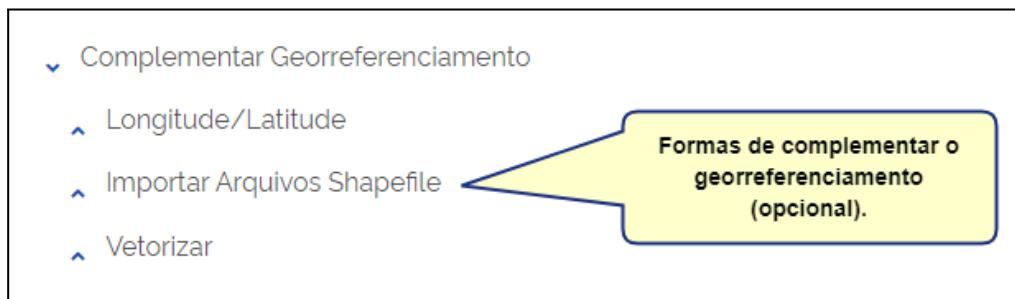 Complementar Georreferenciamento
Longitude/Latitude
Importar Arquivos Shapefile
Vetorizar
Formas de complementar o
georreferenciamento
(opcional).